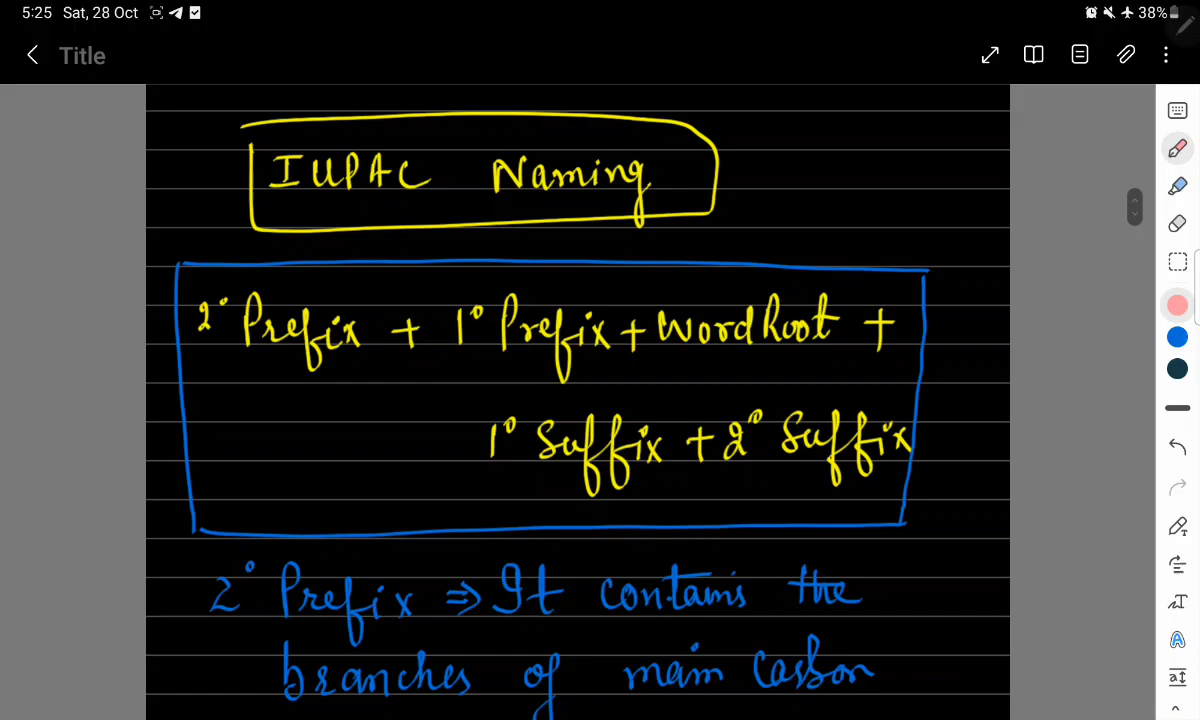 5:25 Sat, 28 Oct
38%
Title
IUPAC Naming
2° Prefix + 1° Prefix + Word Root +
1° Suffix + 2° Suffix
2° Prefix ⇒ It contains the
branches of main Carbon